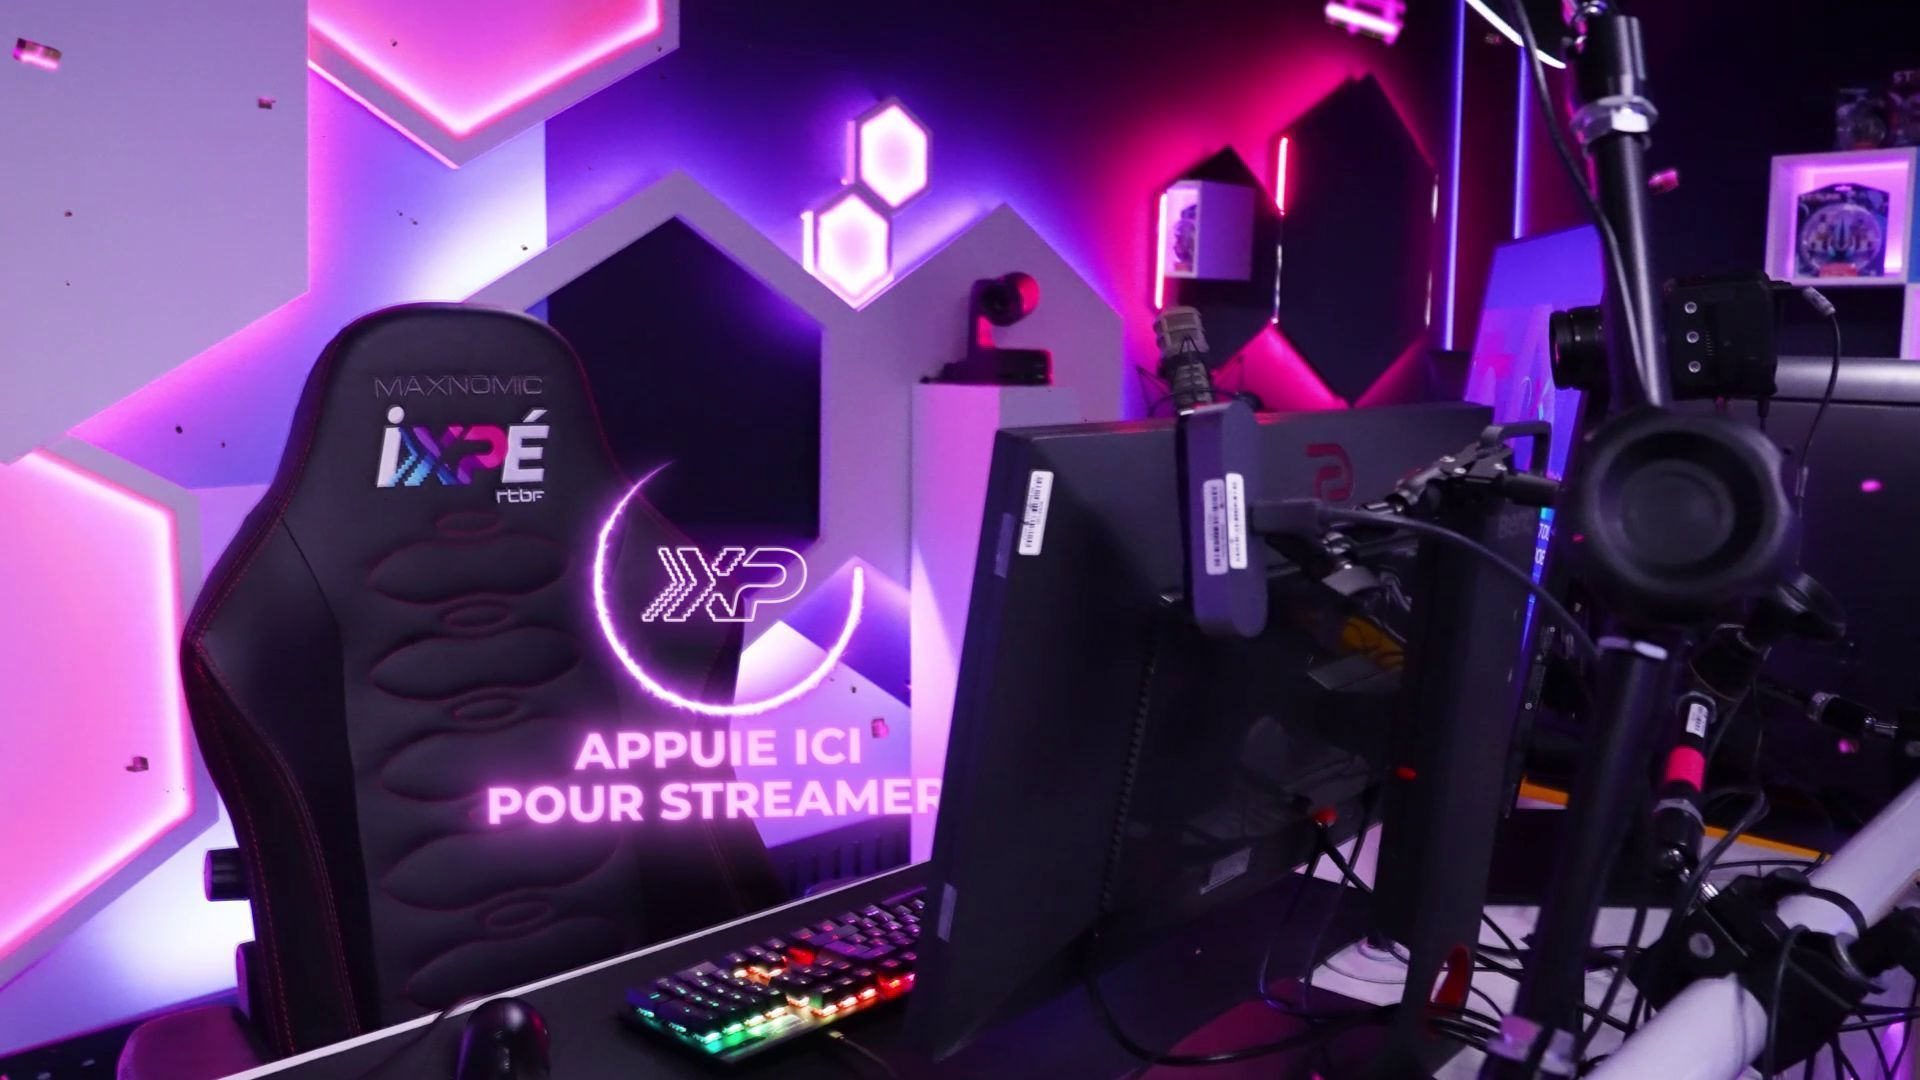 MAXNOMIC
iXPÉ
rtbf
XP
APPUIE ICI
POUR STREAMER